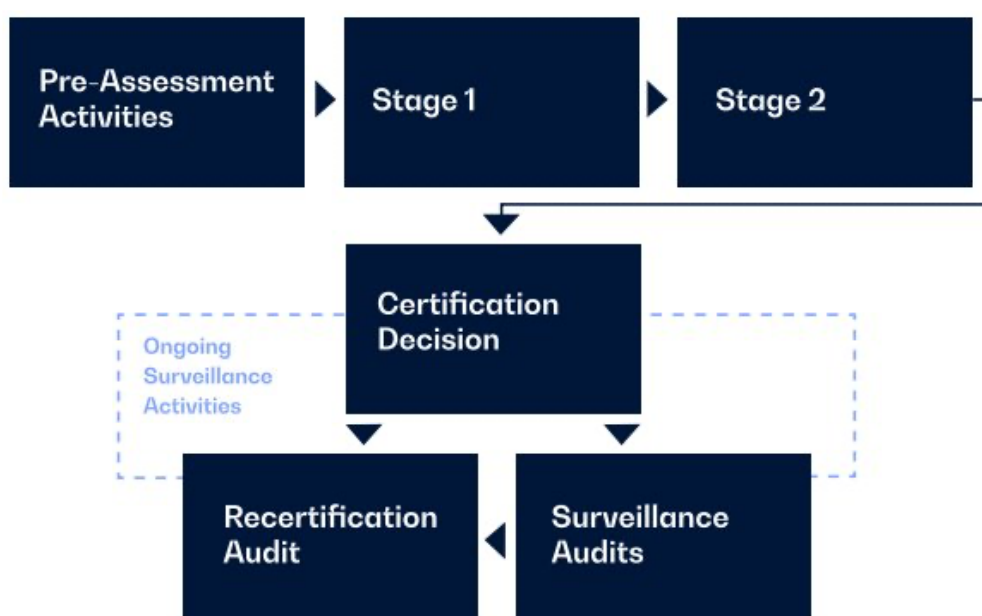 Pre-Assessment
Activities
Stage 1
Stage 2
Certification
Decision
Ongoing
Surveillance
Activities
Recertification
Audit
Surveillance
Audits